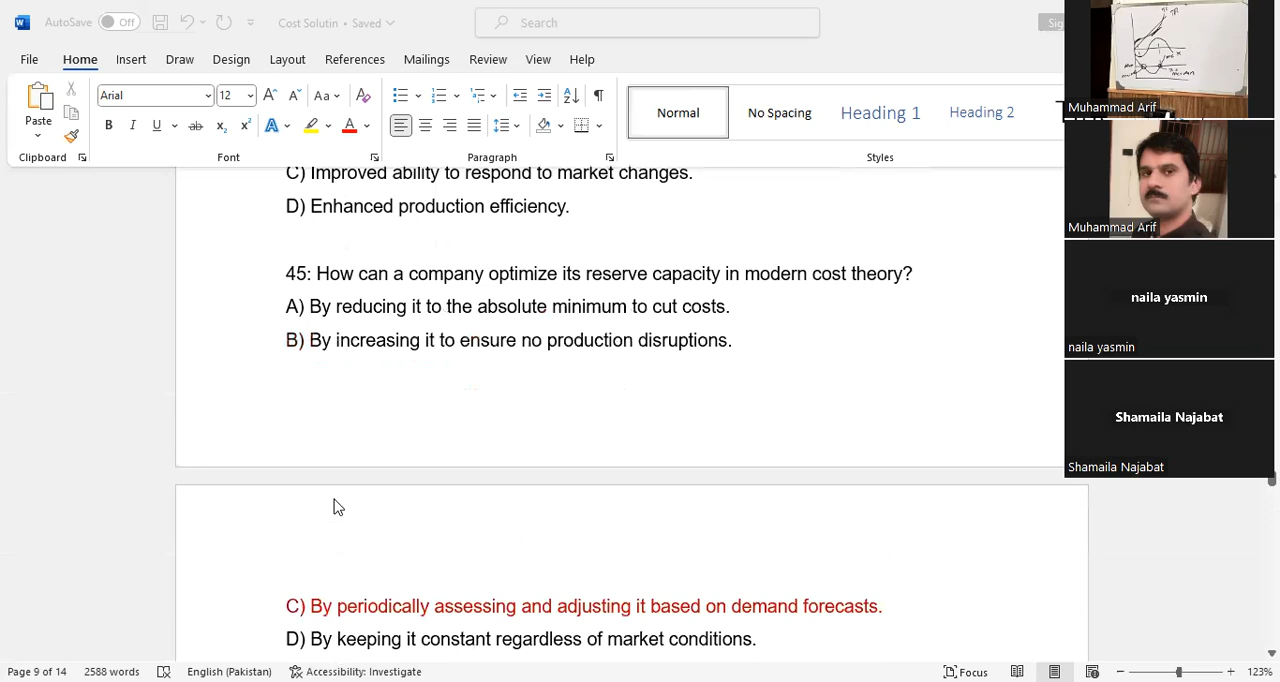 AutoSave Off Cost Solutin • Saved Search Sig
File Home Insert Draw Design Layout References Mailings Review View Help
Paste Arial 12 Aa Normal No Spacing Heading 1 Heading 2
Clipboard Font Paragraph Styles
Muhammad Arif
C) Improved ability to respond to market changes.
D) Enhanced production efficiency.
Muhammad Arif
45: How can a company optimize its reserve capacity in modern cost theory?
A) By reducing it to the absolute minimum to cut costs.
B) By increasing it to ensure no production disruptions.
naila yasmin
naila yasmin
Shamaila Najabat
Shamaila Najabat
C) By periodically assessing and adjusting it based on demand forecasts.
D) By keeping it constant regardless of market conditions.
Page 9 of 14 2588 words English (Pakistan) Accessibility: Investigate Focus 123%